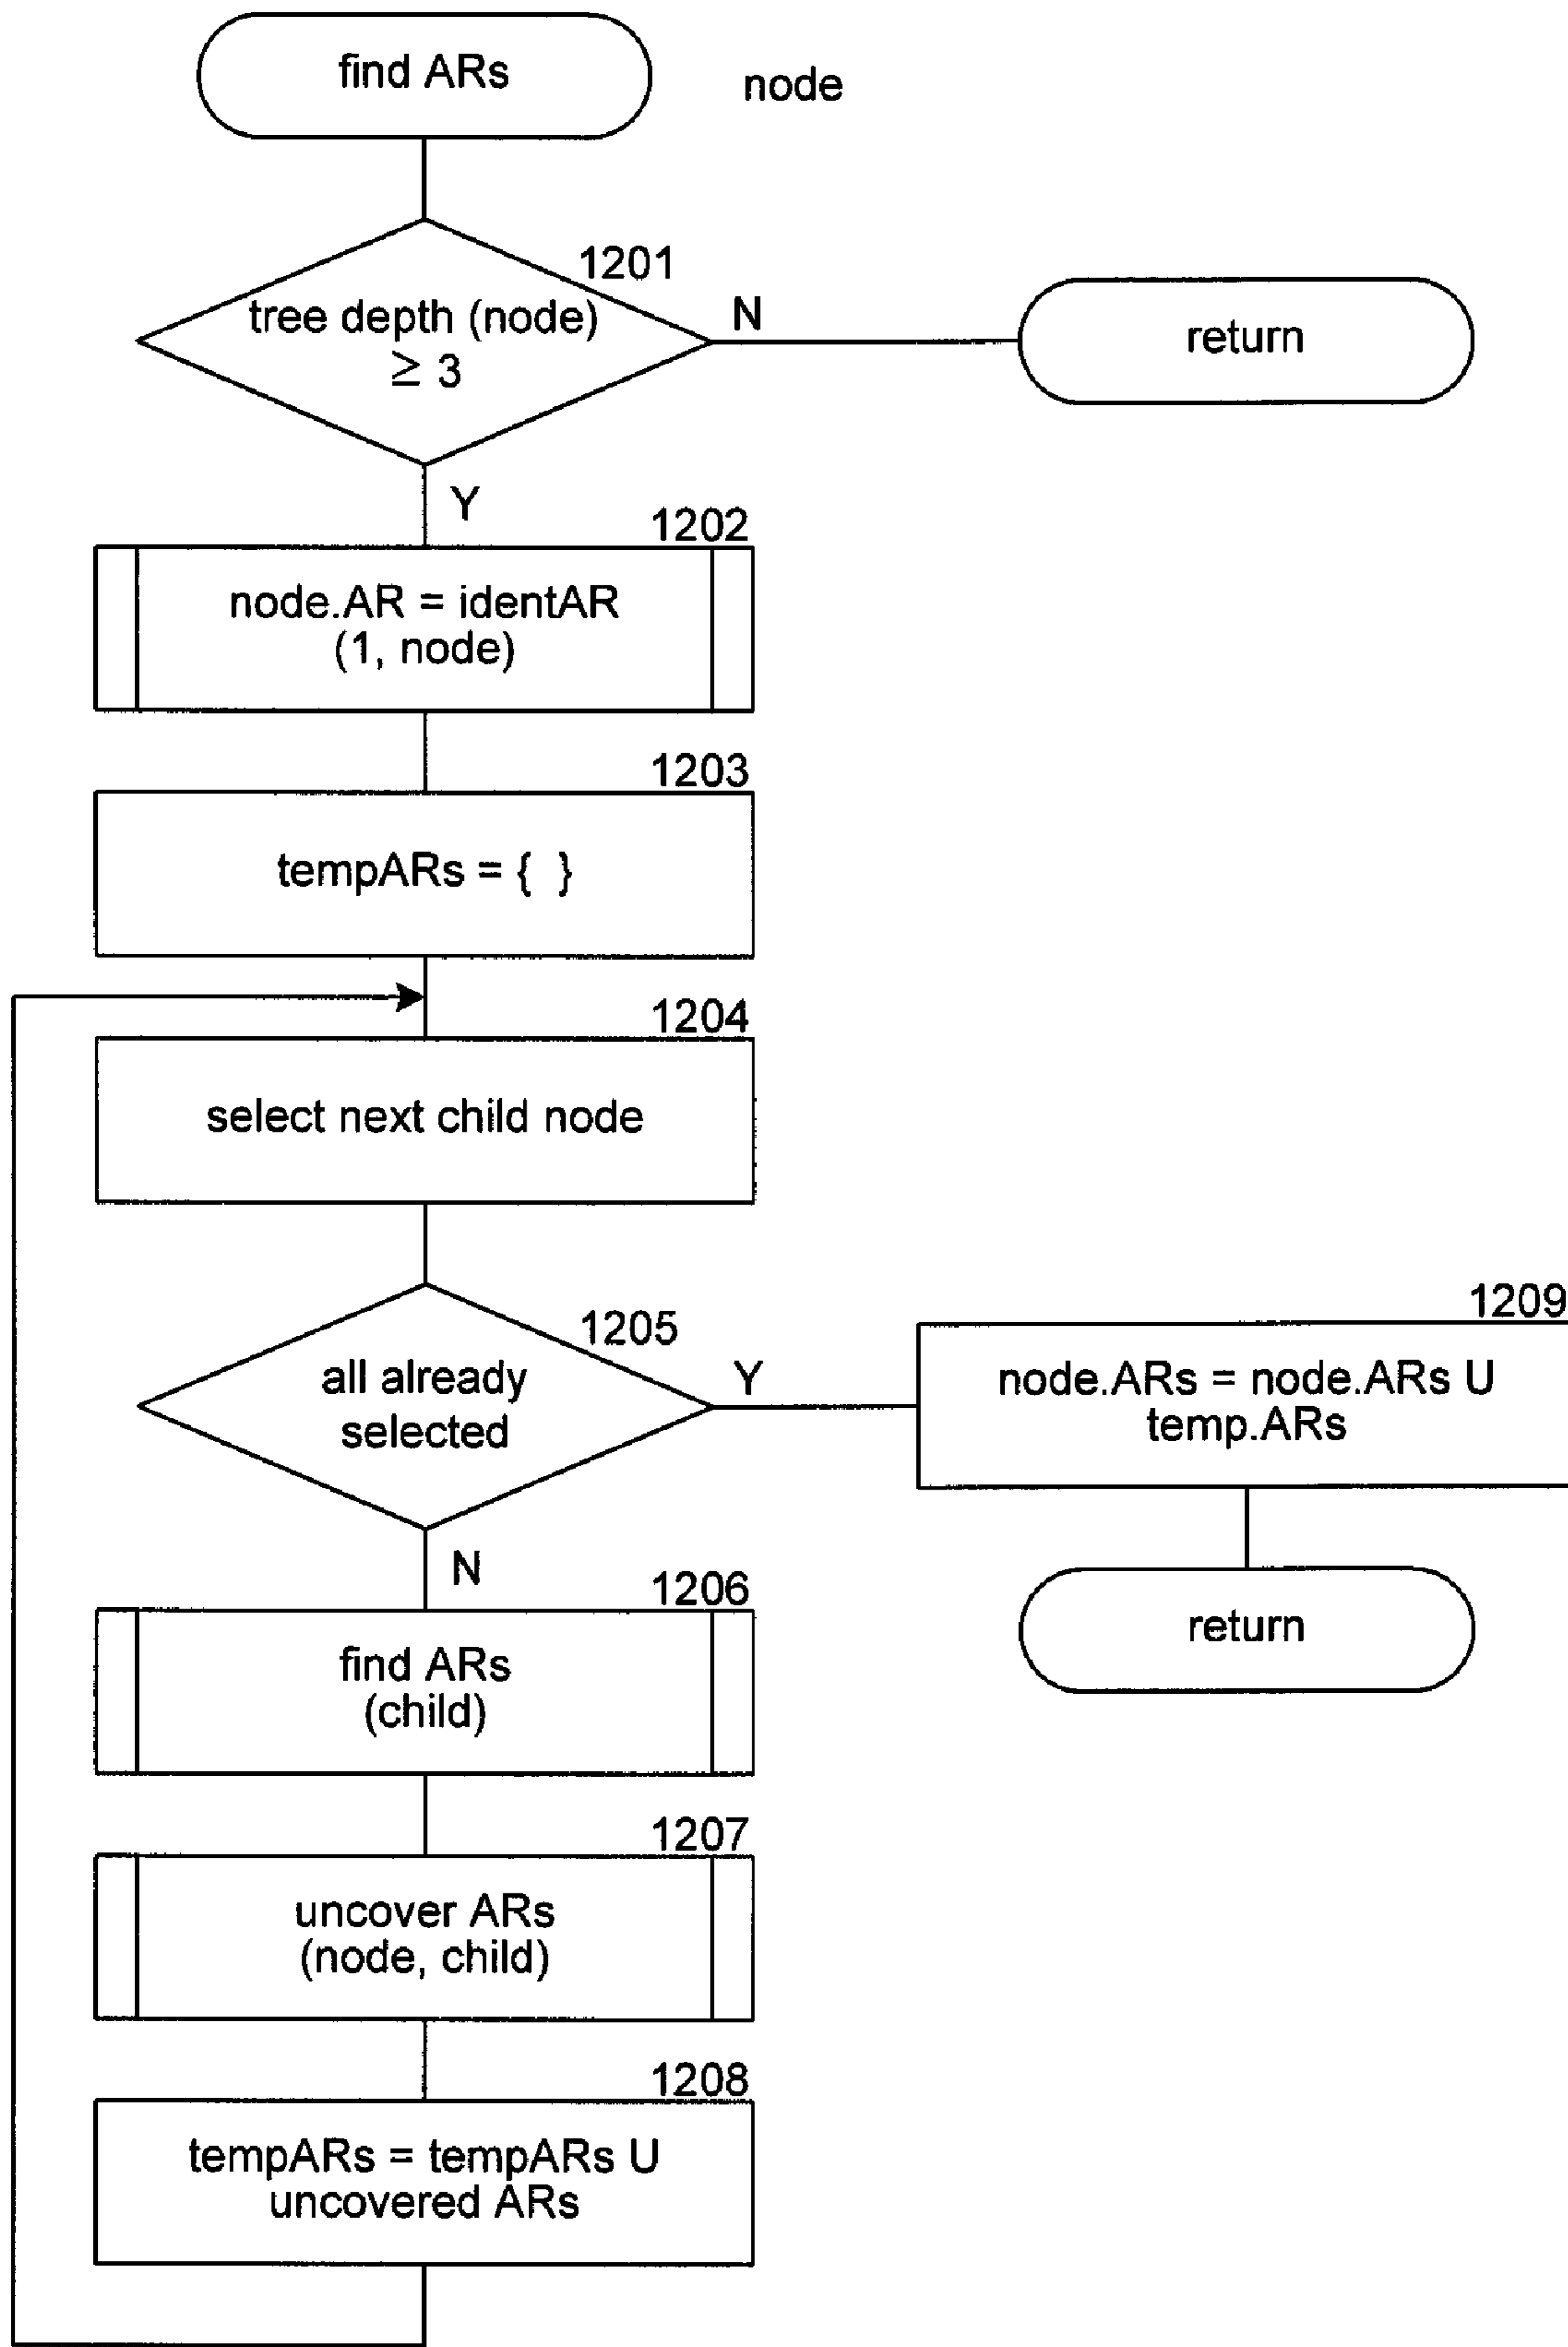 find ARs
node
1201
tree depth (node)
≥ 3
N
return
Y
1202
node.AR = identAR
(1, node)
1203
tempARs = { }
1204
select next child node
1205
all already
selected
Y
1209
node.ARs = node.ARs U
temp.ARs
return
N
1206
find ARs
(child)
1207
uncover ARs
(node, child)
1208
tempARs = tempARs U
uncovered ARs